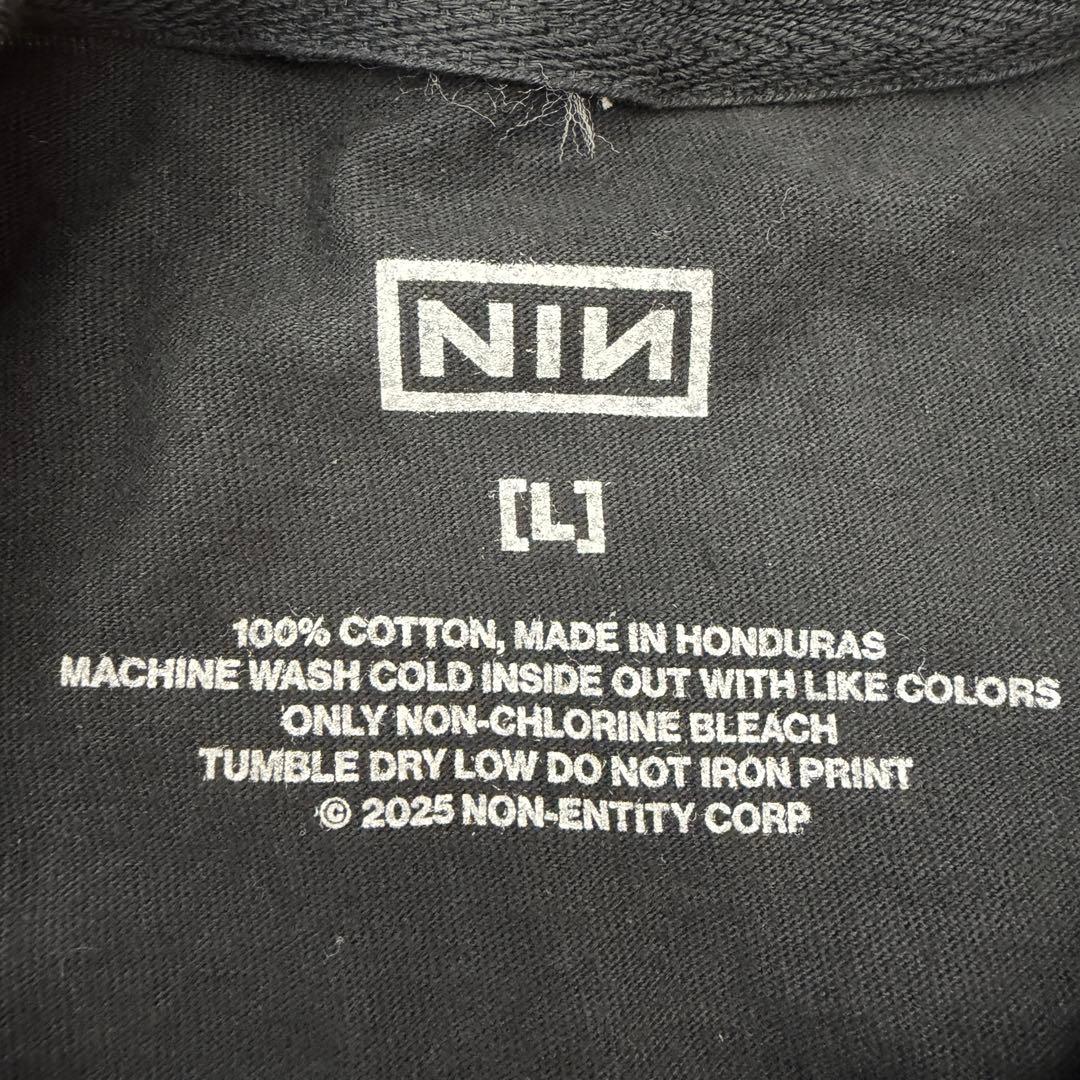 NIN
[L]
100% COTTON, MADE IN HONDURAS
MACHINE WASH COLD INSIDE OUT WITH LIKE COLORS
ONLY NON-CHLORINE BLEACH
TUMBLE DRY LOW DO NOT IRON PRINT
© 2025 NON-ENTITY CORP